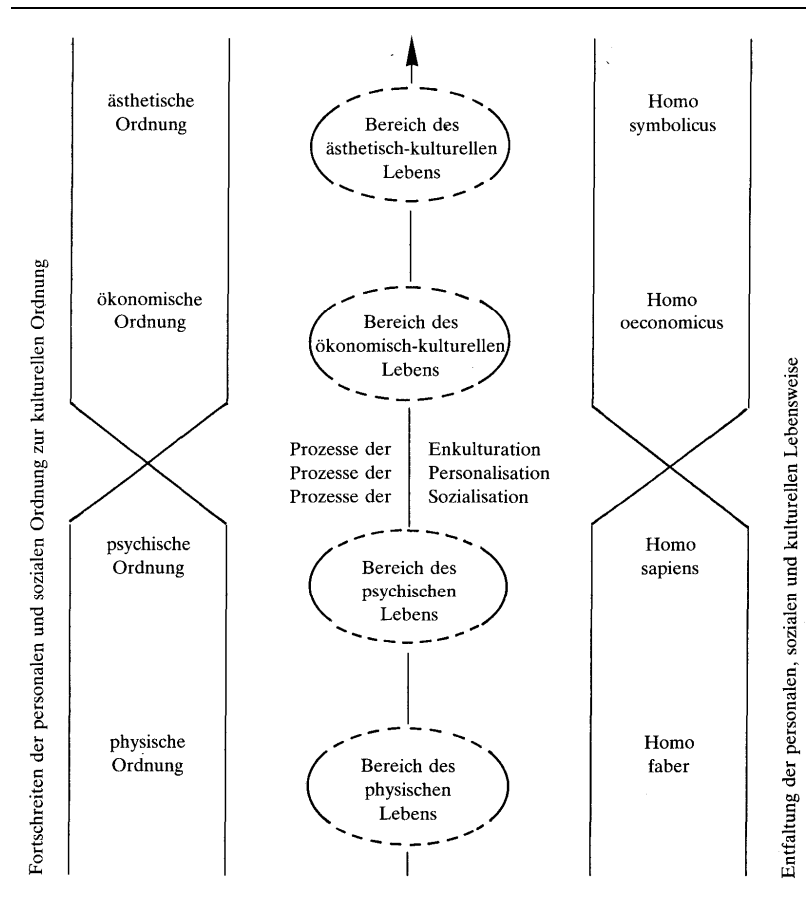 Fortschreiten der personalen und sozialen Ordnung zur kulturellen Ordnung
ästhetische
Ordnung
ökonomische
Ordnung
psychische
Ordnung
physische
Ordnung
Bereich des
ästhetisch-kulturellen
Lebens
Bereich des
ökonomisch-kulturellen
Lebens
Prozesse der Enkulturation
Prozesse der Personalisation
Prozesse der Sozialisation
Bereich des
psychischen
Lebens
Bereich des
physischen
Lebens
Homo
symbolicus
Homo
oeconomicus
Homo
sapiens
Homo
faber
Entfaltung der personalen, sozialen und kulturellen Lebensweise